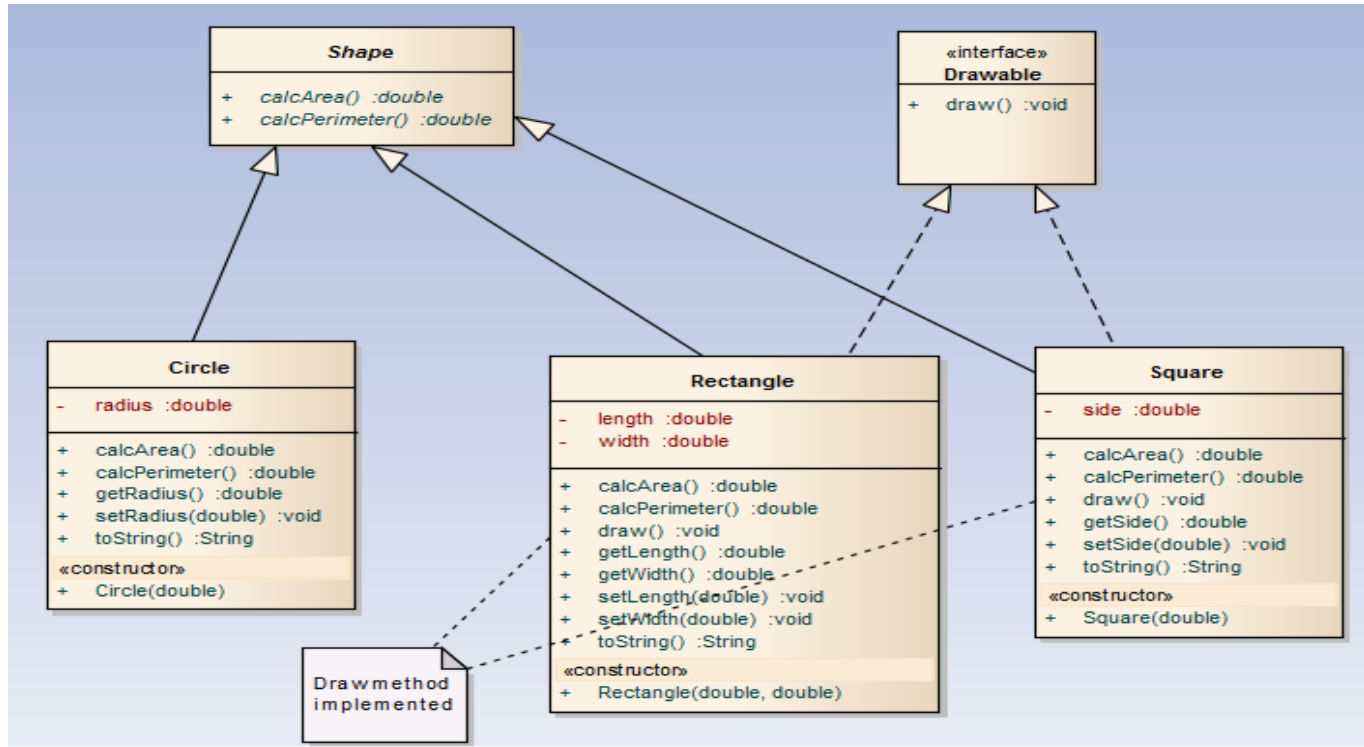 Shape
+ calcArea() :double
+ calcPerimeter() :double
«interface»
Drawable
+ draw() :void
Circle
- radius :double
+ calcArea() :double
+ calcPerimeter() :double
+ getRadius() :double
+ setRadius(double) :void
+ toString() :String
«constructor»
+ Circle(double)
Rectangle
- length :double
- width :double
+ calcArea() :double
+ calcPerimeter() :double
+ draw() :void
+ getLength() :double
+ getWidth() :double
+ setLength(double) :void
+ setWidth(double) :void
+ toString() :String
«constructor»
+ Rectangle(double, double)
Square
- side :double
+ calcArea() :double
+ calcPerimeter() :double
+ draw() :void
+ getSide() :double
+ setSide(double) :void
+ toString() :String
«constructor»
+ Square(double)
Drawmethod
implemented